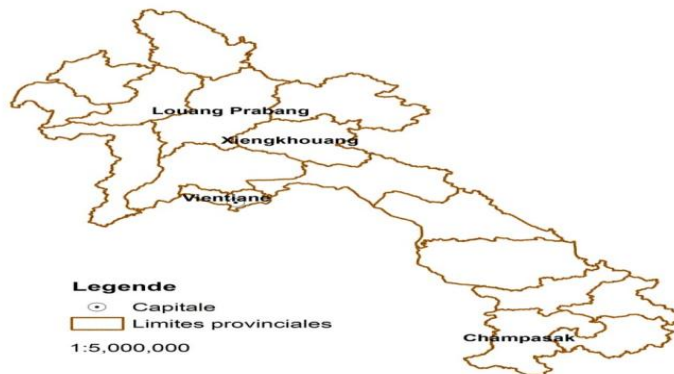 Louang Prabang
Xiengkhouang
Vientiane
Legende
Capitale
Limites provinciales
1:5,000,000
Champasak